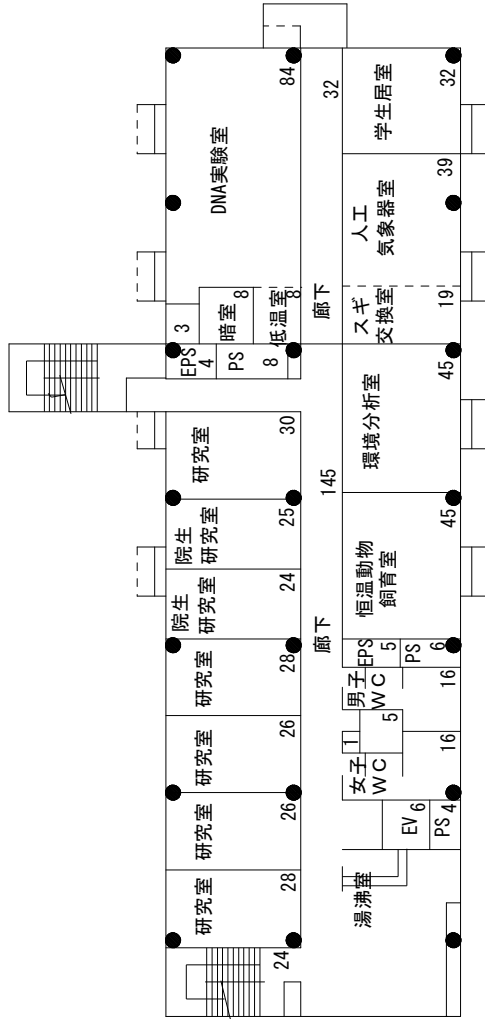 DNA実験室
84
3
暗室
8
低温室
8
EPS
4
PS
8
研究室
30
院生
研究室
25
院生
研究室
24
研究室
28
研究室
26
研究室
26
研究室
28
24
廊下
32
廊下
145
学生居室
32
人工
気象器室
39
スギ
交換室
19
環境分析室
45
恒温動物
飼育室
45
EPS
5
PS
6
男子
WC
16
1
5
女子
WC
16
EV
6
PS
4
湯沸室